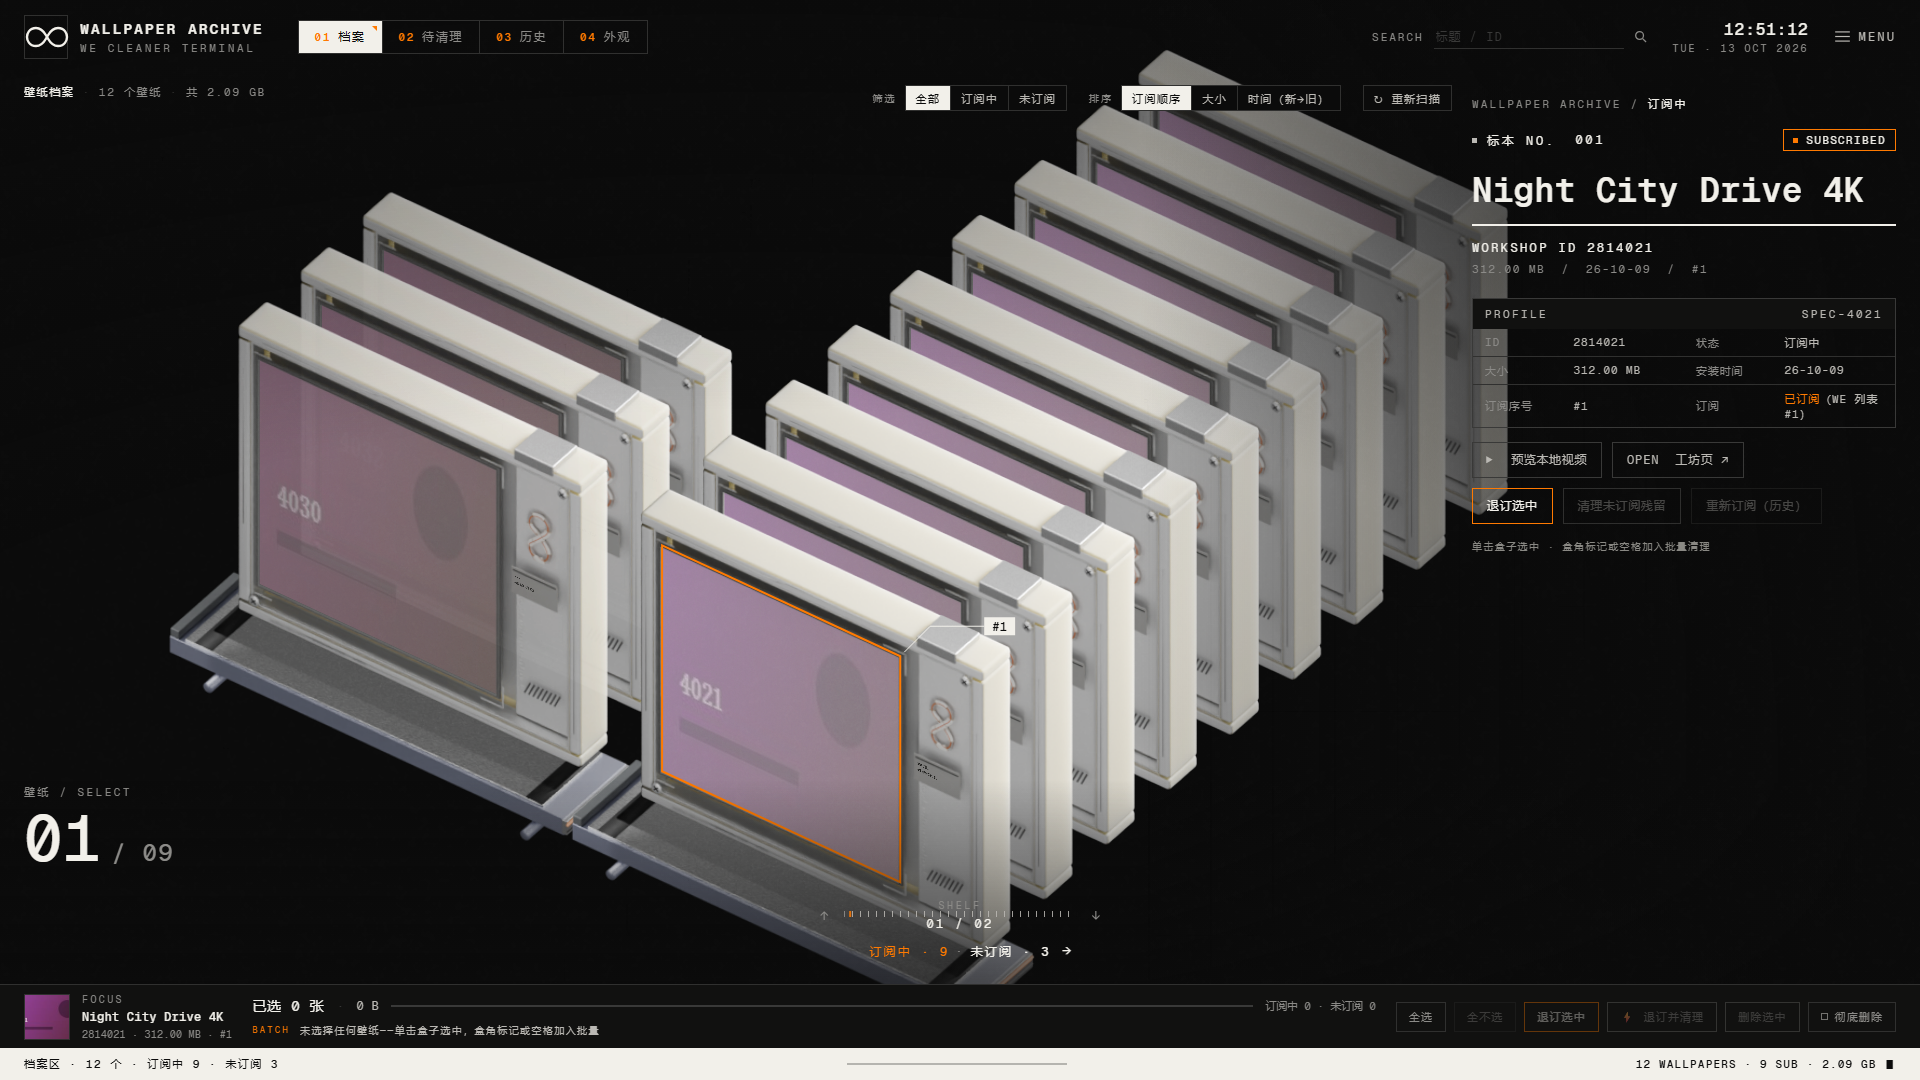 WALLPAPER ARCHIVE
WE CLEANER TERMINAL
01 档案
02 待清理
03 历史
04 外观
SEARCH 标题 / ID
12:51:12
TUE · 13 OCT 2026
MENU
壁纸档案 · 12 个壁纸 · 共 2.09 GB
筛选 全部 订阅中 未订阅
排序 订阅顺序 大小 时间 (新→旧)
↻ 重新扫描
WALLPAPER ARCHIVE / 订阅中
标本 NO. 001
SUBSCRIBED
Night City Drive 4K
WORKSHOP ID 2814021
312.00 MB / 26-10-09 / #1
PROFILE SPEC-4021
ID 2814021 状态 订阅中
大小 312.00 MB 安装时间 26-10-09
订阅序号 #1 订阅 已订阅 (WE 列表 #1)
▶ 预览本地视频
OPEN 工坊页 ↗
退订选中
清理未订阅残留
重新订阅 (历史)
单击盒子选中 · 盒角标记或空格加入批量清理
4030
4021
#1
壁纸 / SELECT
01 / 09
SHELF
↑ ↓
01 / 02
订阅中 · 9 · 未订阅 · 3 →
FOCUS
Night City Drive 4K
2814021 · 312.00 MB · #1
已选 0 张 · 0 B
订阅中 0 · 未订阅 0
BATCH 未选择任何壁纸——单击盒子选中, 盒角标记或空格加入批量
全选
全不选
退订选中
退订并清理
删除选中
彻底删除
档案区 · 12 个 · 订阅中 9 · 未订阅 3
12 WALLPAPERS · 9 SUB · 2.09 GB